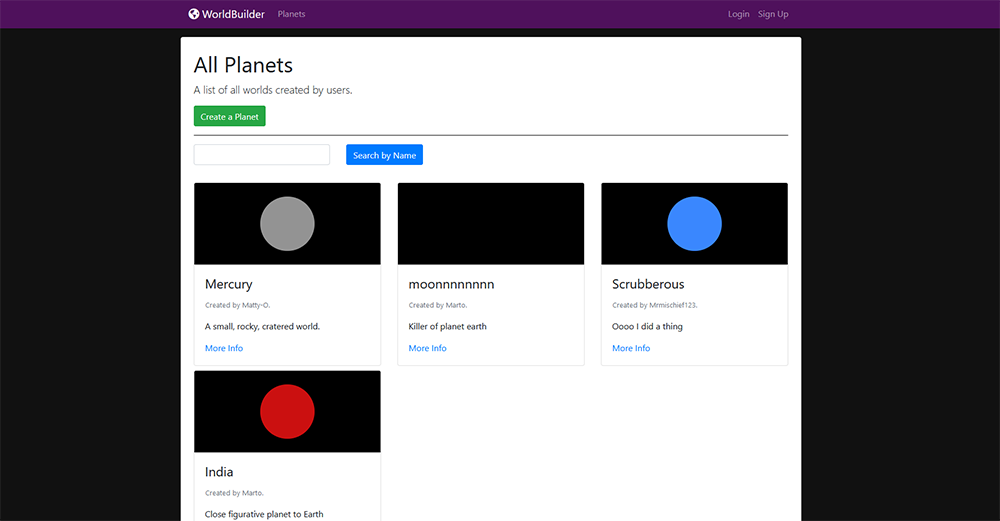 WorldBuilder Planets Login Sign Up
All Planets
A list of all worlds created by users.
Create a Planet
Search by Name
Mercury
Created by Matty-O.
A small, rocky, cratered world.
More Info
moonnnnnnnn
Created by Marto.
Killer of planet earth
More Info
Scrubberous
Created by Mrmischief123.
Oooo I did a thing
More Info
India
Created by Marto.
Close figurative planet to Earth